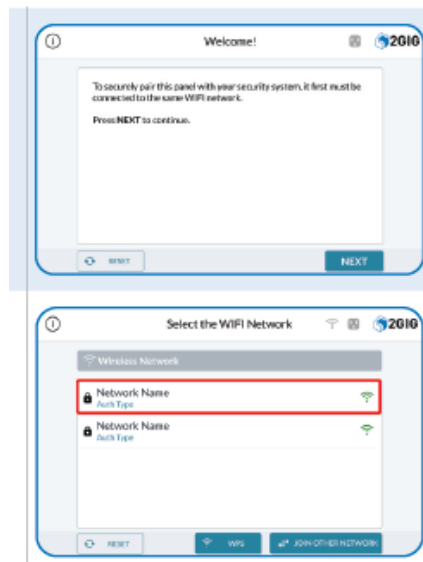 Welcome!
2GIG
To securely pair this panel with your security system, it first must be
connected to the same WIFI network.
Press NEXT to continue.
RESET
NEXT
Select the WIFI Network
2GIG
Wireless Network
Network Name
Auth Type
Network Name
Auth Type
RESET
WPS
JOIN OTHER NETWORK